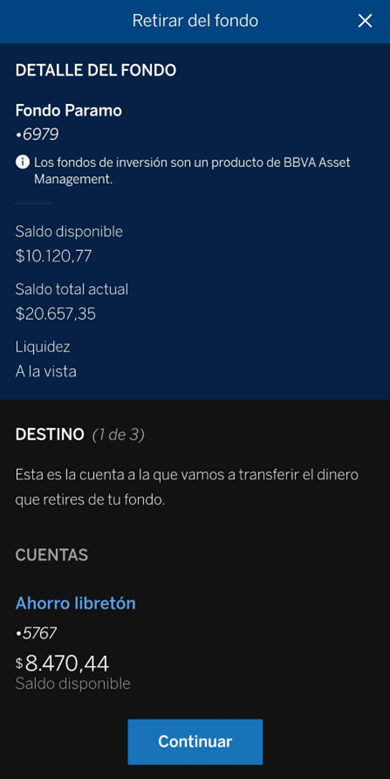 Retirar del fondo
DETALLE DEL FONDO
Fondo Paramo
•6979
Los fondos de inversión son un producto de BBVA Asset
Management.
Saldo disponible
$10.120,77
Saldo total actual
$20.657,35
Liquidez
A la vista
DESTINO (1 de 3)
Esta es la cuenta a la que vamos a transferir el dinero
que retires de tu fondo.
CUENTAS
Ahorro libretón
•5767
$8.470,44
Saldo disponible
Continuar